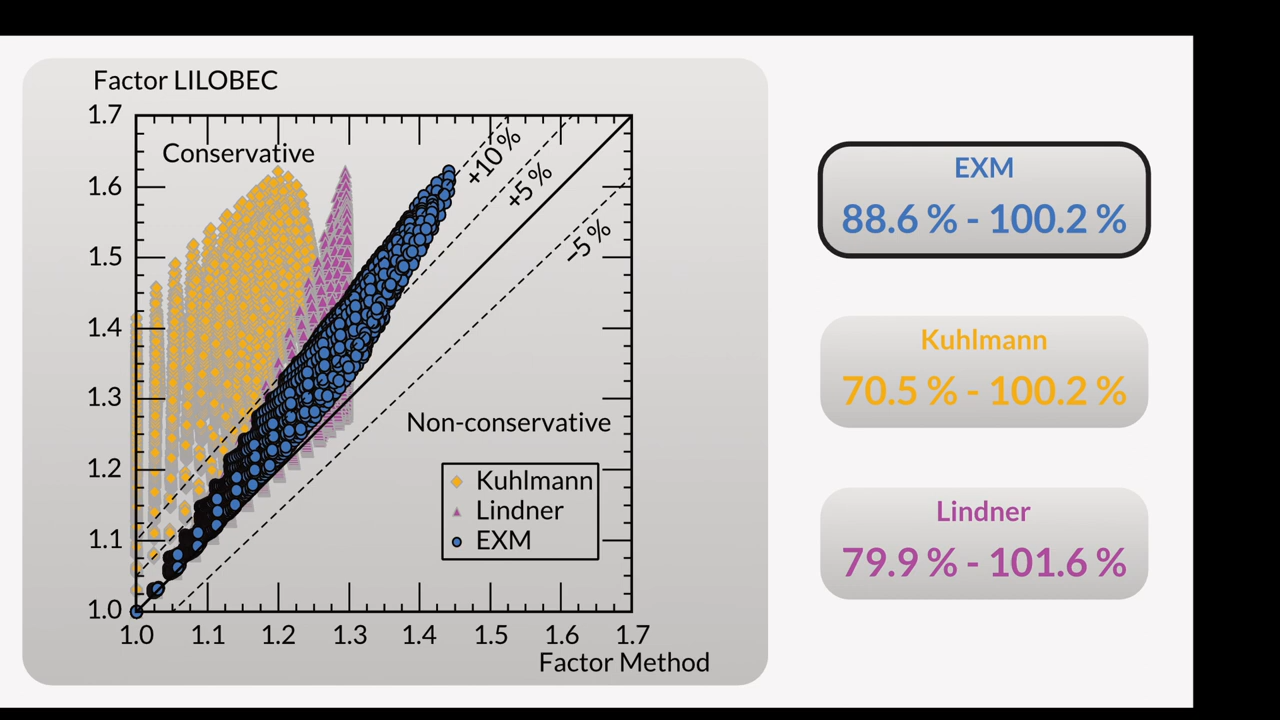 Factor LILOBEC
1.7
1.6
1.5
1.4
1.3
1.2
1.1
1.0
Conservative
+10 %
+5 %
−5 %
Non-conservative
Kuhlmann
Lindner
EXM
1.0 1.1 1.2 1.3 1.4 1.5 1.6 1.7
Factor Method
EXM
88.6 % - 100.2 %
Kuhlmann
70.5 % - 100.2 %
Lindner
79.9 % - 101.6 %